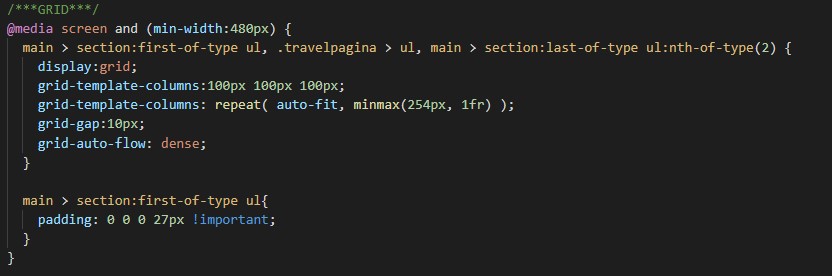 /***GRID***/
@media screen and (min-width:480px) {
main > section:first-of-type ul, .travelpagina > ul, main > section:last-of-type ul:nth-of-type(2) {
display:grid;
grid-template-columns:100px 100px 100px;
grid-template-columns: repeat( auto-fit, minmax(254px, 1fr) );
grid-gap:10px;
grid-auto-flow: dense;
}
main > section:first-of-type ul{
padding: 0 0 0 27px !important;
}
}